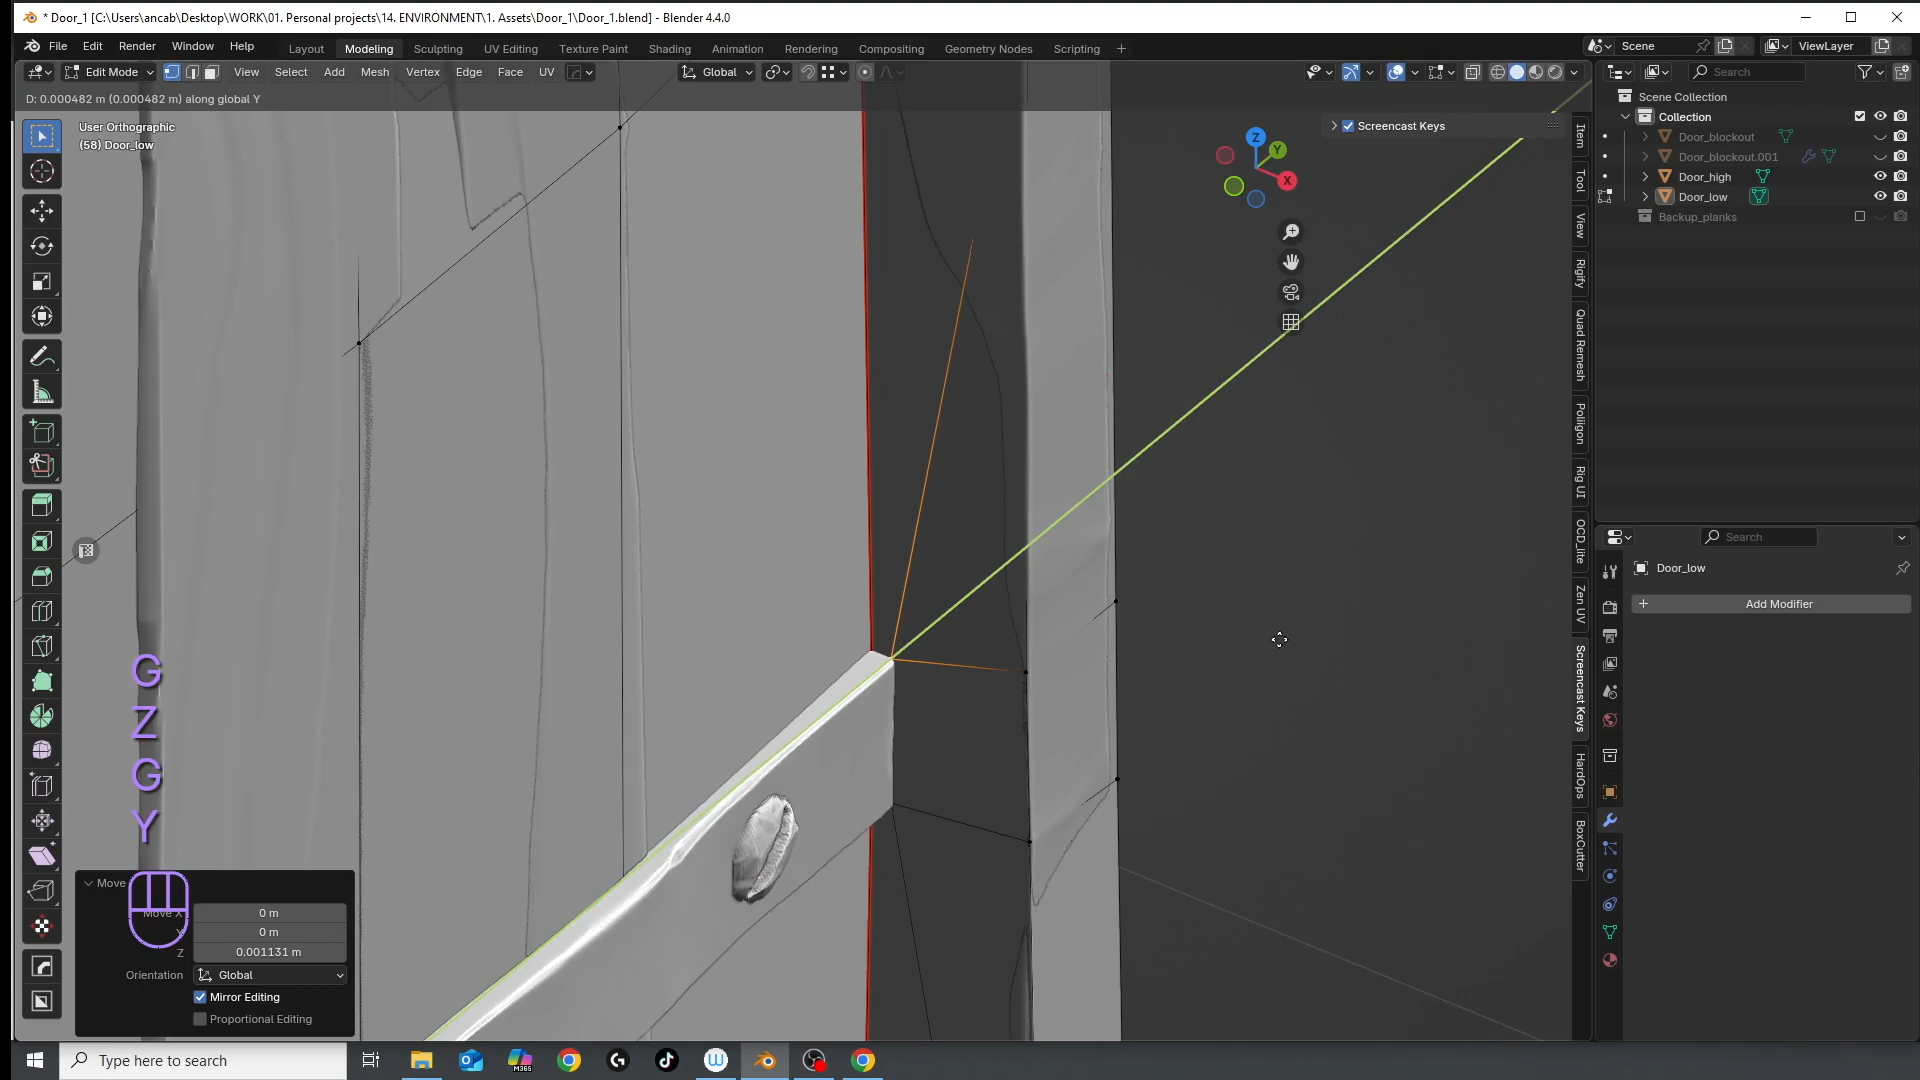 * Door_1 [C:\Users\ancab\Desktop\WORK\01. Personal projects\14. ENVIRONMENT\1. Assets\Door_1\Door_1.blend] - Blender 4.4.0
File Edit Render Window Help Layout Modeling Sculpting UV Editing Texture Paint Shading Animation Rendering Compositing Geometry Nodes Scripting + Scene ViewLayer
Edit Mode View Select Add Mesh Vertex Edge Face UV Global Search
D: 0.000482 m (0.000482 m) along global Y
Scene Collection
Collection
User Orthographic
(58) Door_low
Screencast Keys
Door_blockout
Door_blockout.001
Door_high
Door_low
Backup_planks
Z
Y
X
Item
Tool
View
Rigify
Quad Remesh
Poliigon
Rig UI
OCD_lite
Zen UV
Screencast Keys
HardOps
BoxCutter
Search
Door_low
Add Modifier
G
Z
G
Y
Move
Move X 0 m
Y 0 m
Z 0.001131 m
Orientation Global
Mirror Editing
Proportional Editing
Type here to search
M365